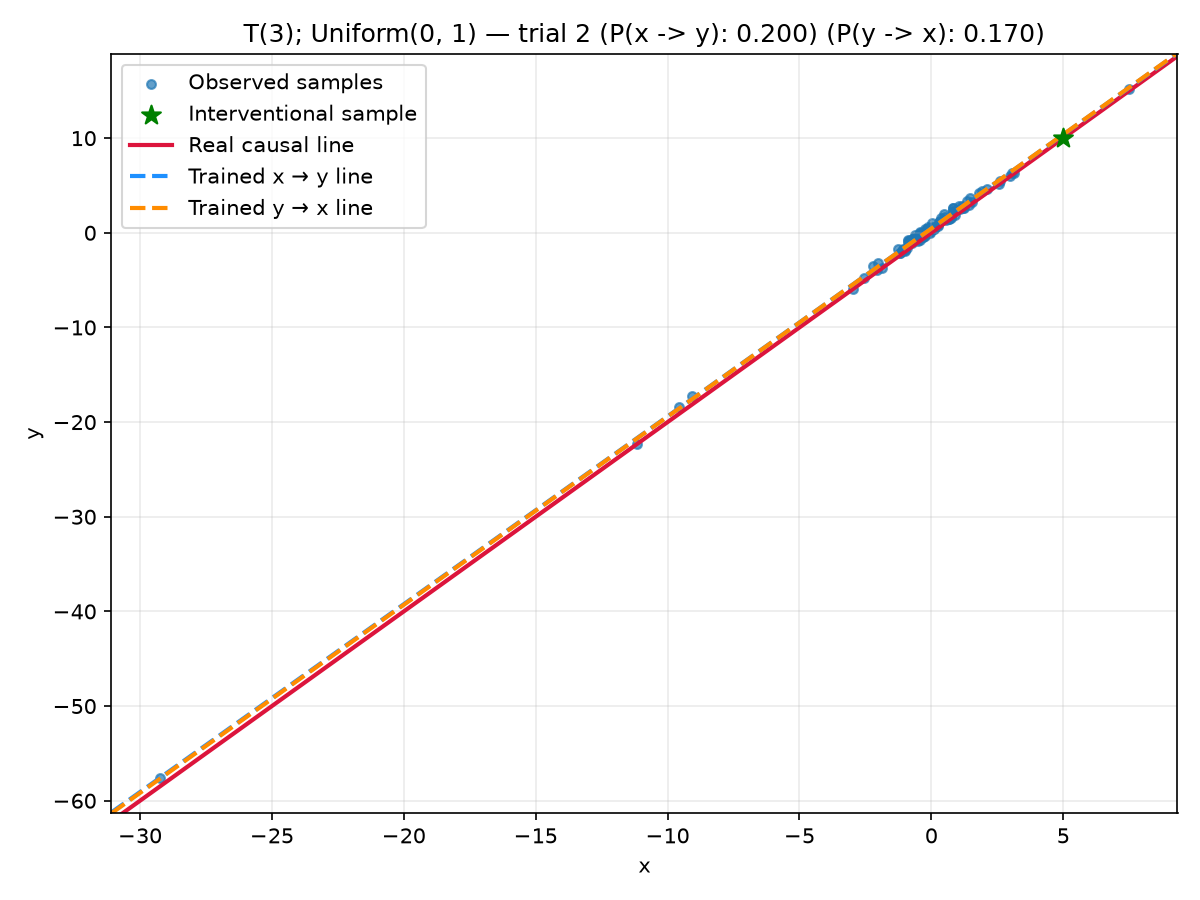 T(3); Uniform(0, 1) — trial 2 (P(x -> y): 0.200) (P(y -> x): 0.170)
Observed samples
Interventional sample
Real causal line
Trained x → y line
Trained y → x line
10
0
−10
−20
−30
−40
−50
−60
y
−30
−25
−20
−15
−10
−5
0
5
x